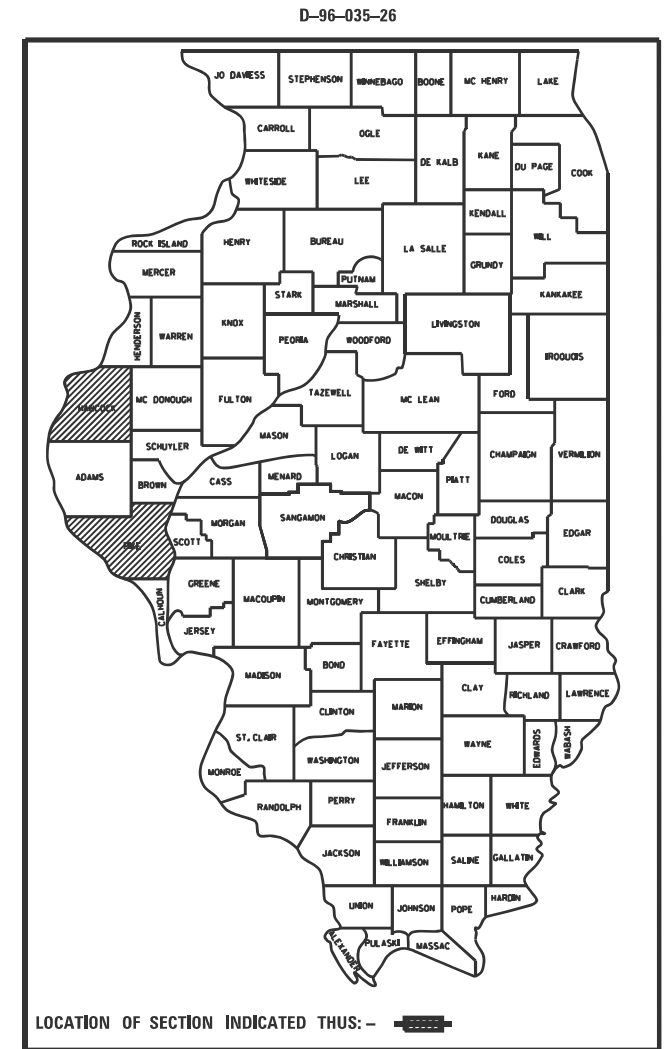 D-96-035-26
JO DAVIESS STEPHENSON WINNEBAGO BOONE MC HENRY LAKE
CARROLL OGLE
DE KALB KANE DU PAGE COOK
WHITESIDE LEE
KENDALL
ROCK ISLAND HENRY BUREAU LA SALLE WILL
GRUNDY
MERCER PUTNAM
STARK MARSHALL KANKAKEE
HENDERSON WARREN KNOX PEORIA WOODFORD LIVINGSTON
IROQUOIS
HANCOCK MC DONOUGH FULTON TAZEWELL MC LEAN FORD
MASON
SCHUYLER LOGAN DE WITT CHAMPAIGN VERMILION
ADAMS BROWN CASS MENARD PIATT
MACON
MORGAN SANGAMON DOUGLAS
PIKE SCOTT MOULTRIE EDGAR
CHRISTIAN COLES
GREENE SHELBY
CALHOUN MACOUPIN MONTGOMERY CUMBERLAND CLARK
JERSEY
FAYETTE EFFINGHAM JASPER CRAWFORD
MADISON BOND
CLAY RICHLAND LAWRENCE
CLINTON MARION
ST. CLAIR WAYNE EDWARDS WABASH
WASHINGTON JEFFERSON
MONROE
RANDOLPH PERRY HAMILTON WHITE
FRANKLIN
JACKSON WILLIAMSON SALINE GALLATIN
UNION JOHNSON POPE HARDIN
ALEXANDER PULASKI MASSAC
LOCATION OF SECTION INDICATED THUS: -